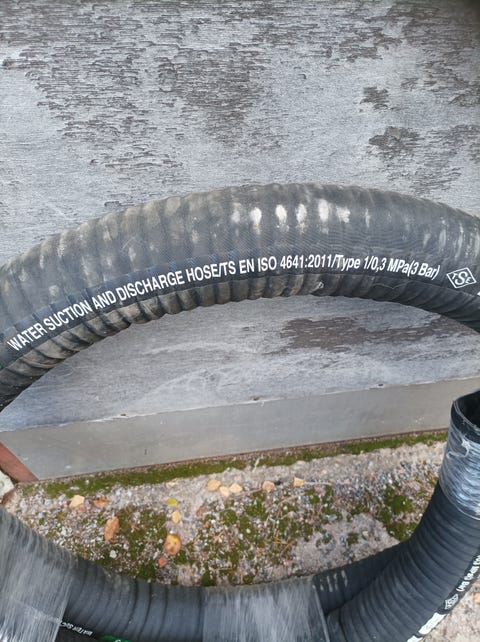 WATER SUCTION AND DISCHARGE HOSE/TS EN ISO 4641:2011/Type 1/0,3 MPa(3 Bar)